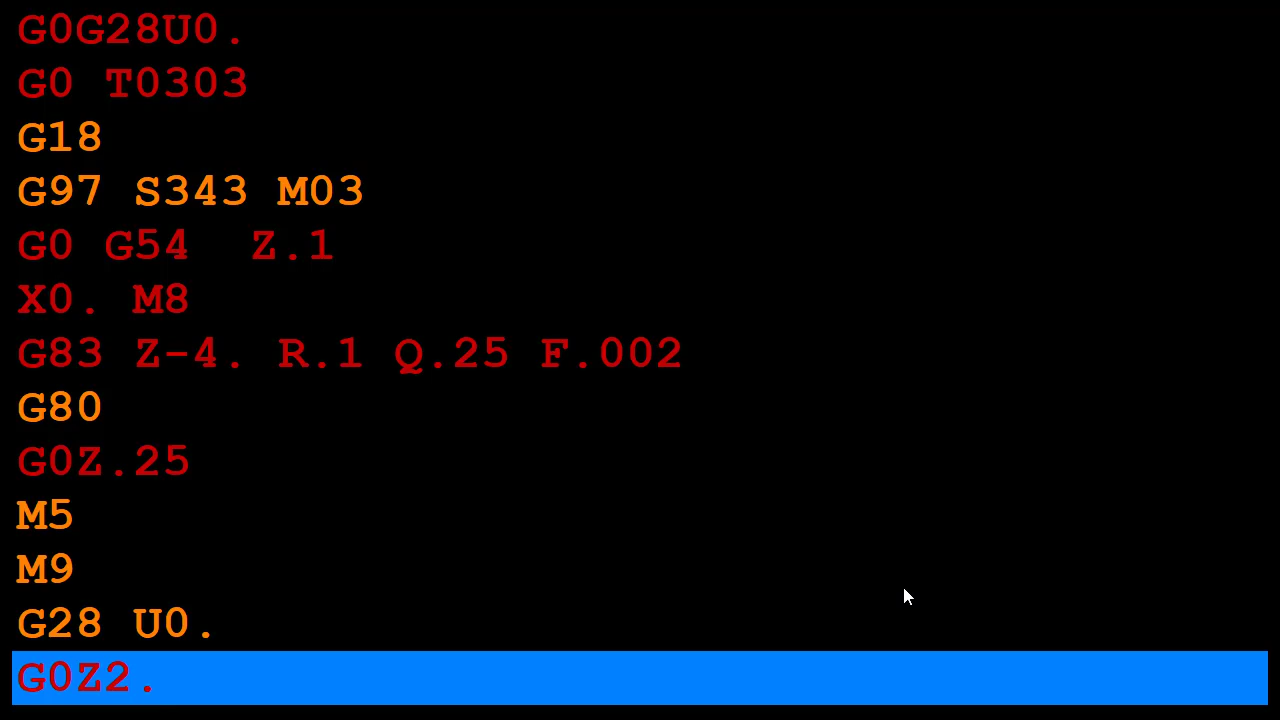 G0G28U0.
G0 T0303
G18
G97 S343 M03
G0 G54  Z.1
X0. M8
G83 Z-4. R.1 Q.25 F.002
G80
G0Z.25
M5
M9
G28 U0.
G0Z2.